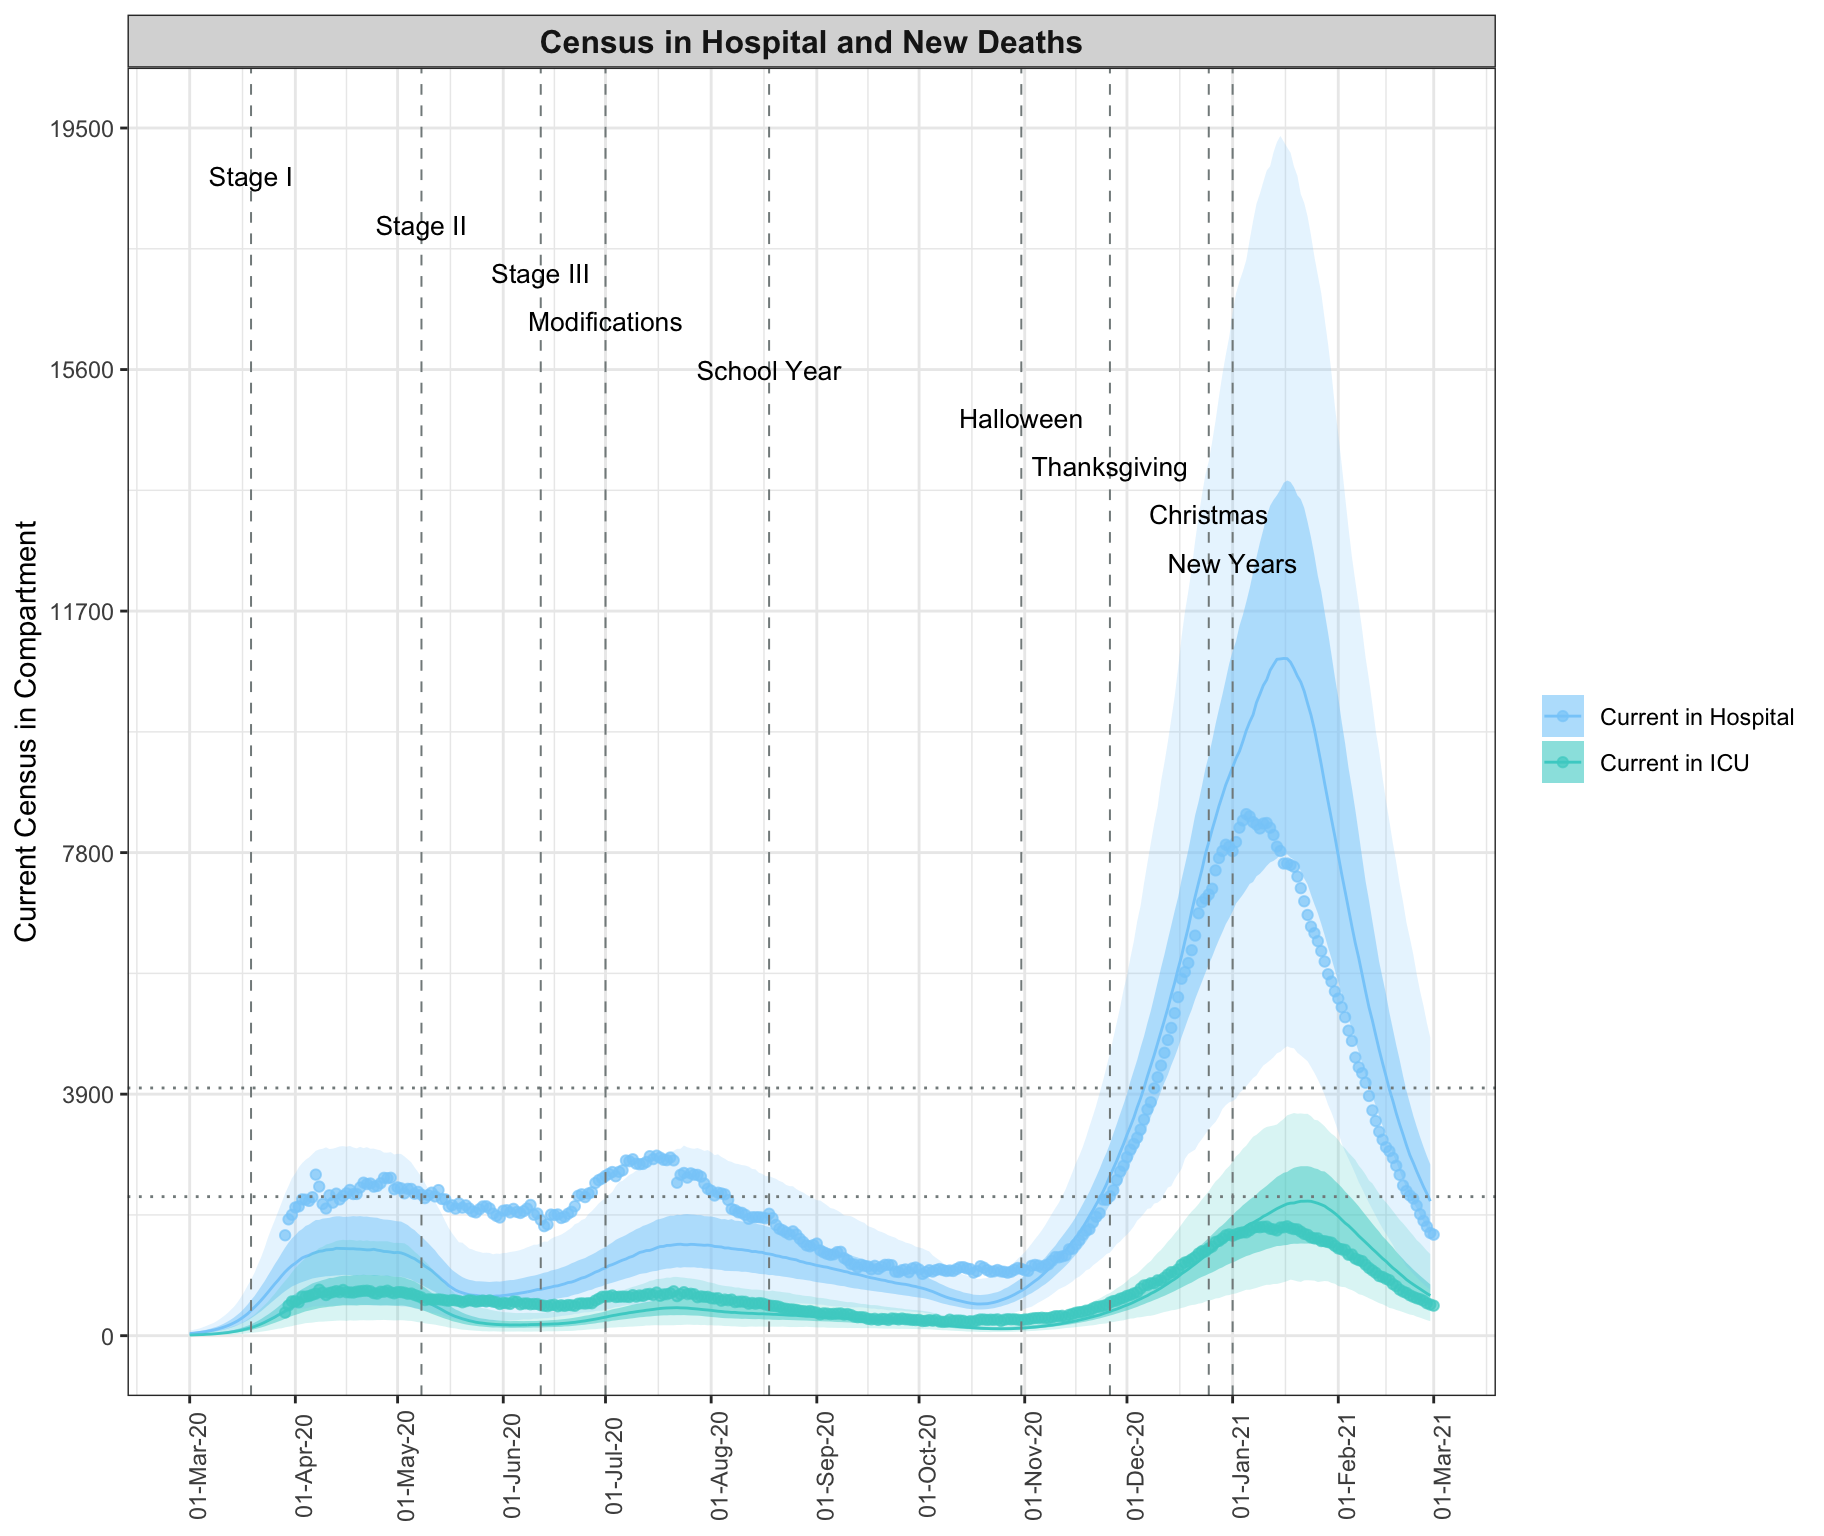 Census in Hospital and New Deaths
Current Census in Compartment
19500
15600
11700
7800
3900
0
Stage I
Stage II
Stage III
Modifications
School Year
Halloween
Thanksgiving
Christmas
New Years
Current in Hospital
Current in ICU
01-Mar-20
01-Apr-20
01-May-20
01-Jun-20
01-Jul-20
01-Aug-20
01-Sep-20
01-Oct-20
01-Nov-20
01-Dec-20
01-Jan-21
01-Feb-21
01-Mar-21